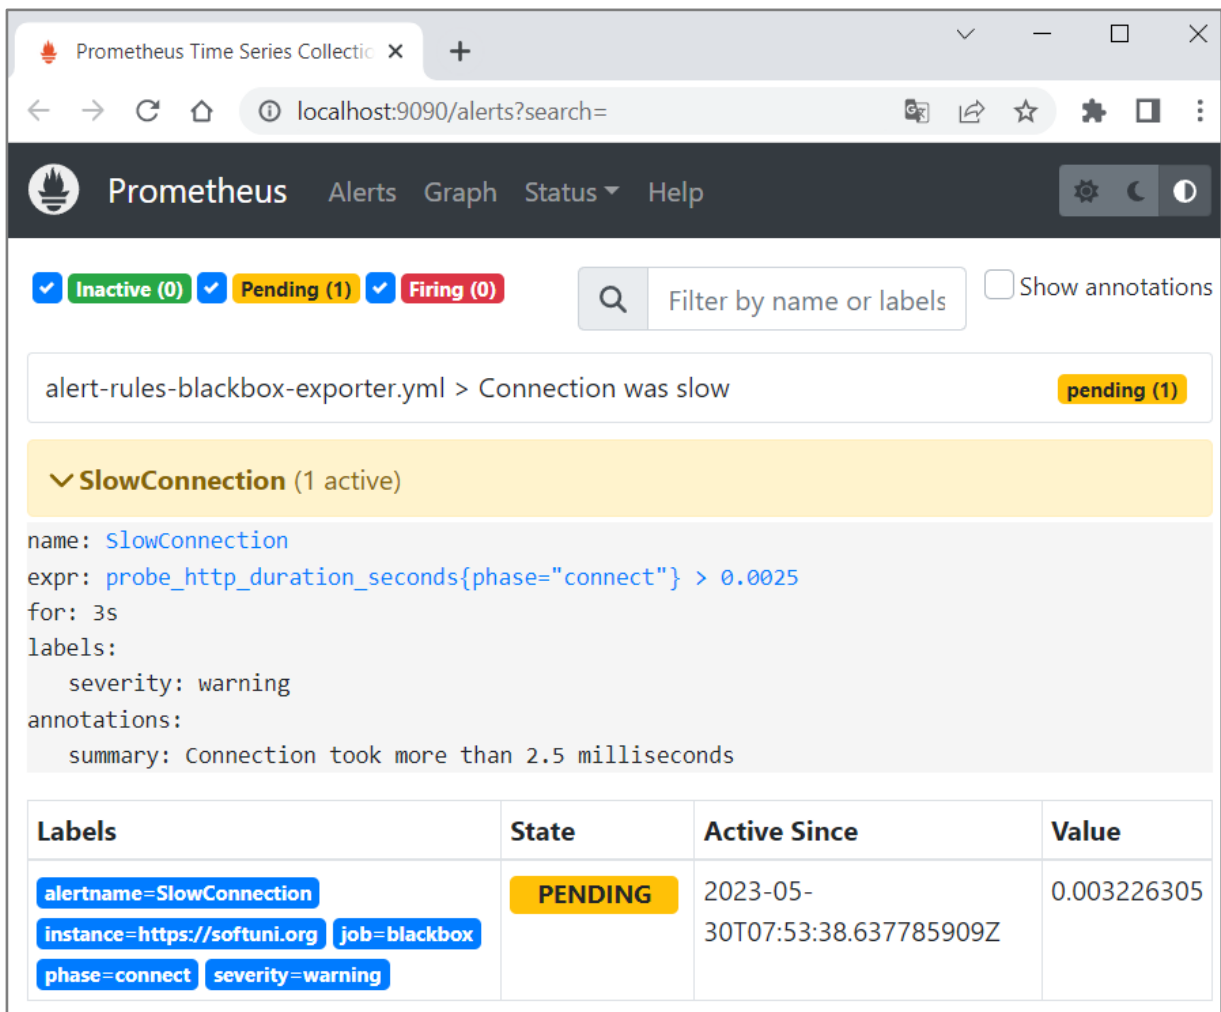 Prometheus Time Series Collectio
localhost:9090/alerts?search=
Prometheus Alerts Graph Status Help
Inactive (0) Pending (1) Firing (0) Filter by name or labels Show annotations
alert-rules-blackbox-exporter.yml > Connection was slow pending (1)
SlowConnection (1 active)
name: SlowConnection
expr: probe_http_duration_seconds{phase="connect"} > 0.0025
for: 3s
labels:
severity: warning
annotations:
summary: Connection took more than 2.5 milliseconds
Labels State Active Since Value
alertname=SlowConnection PENDING 2023-05- 0.003226305
instance=https://softuni.org job=blackbox 30T07:53:38.637785909Z
phase=connect severity=warning